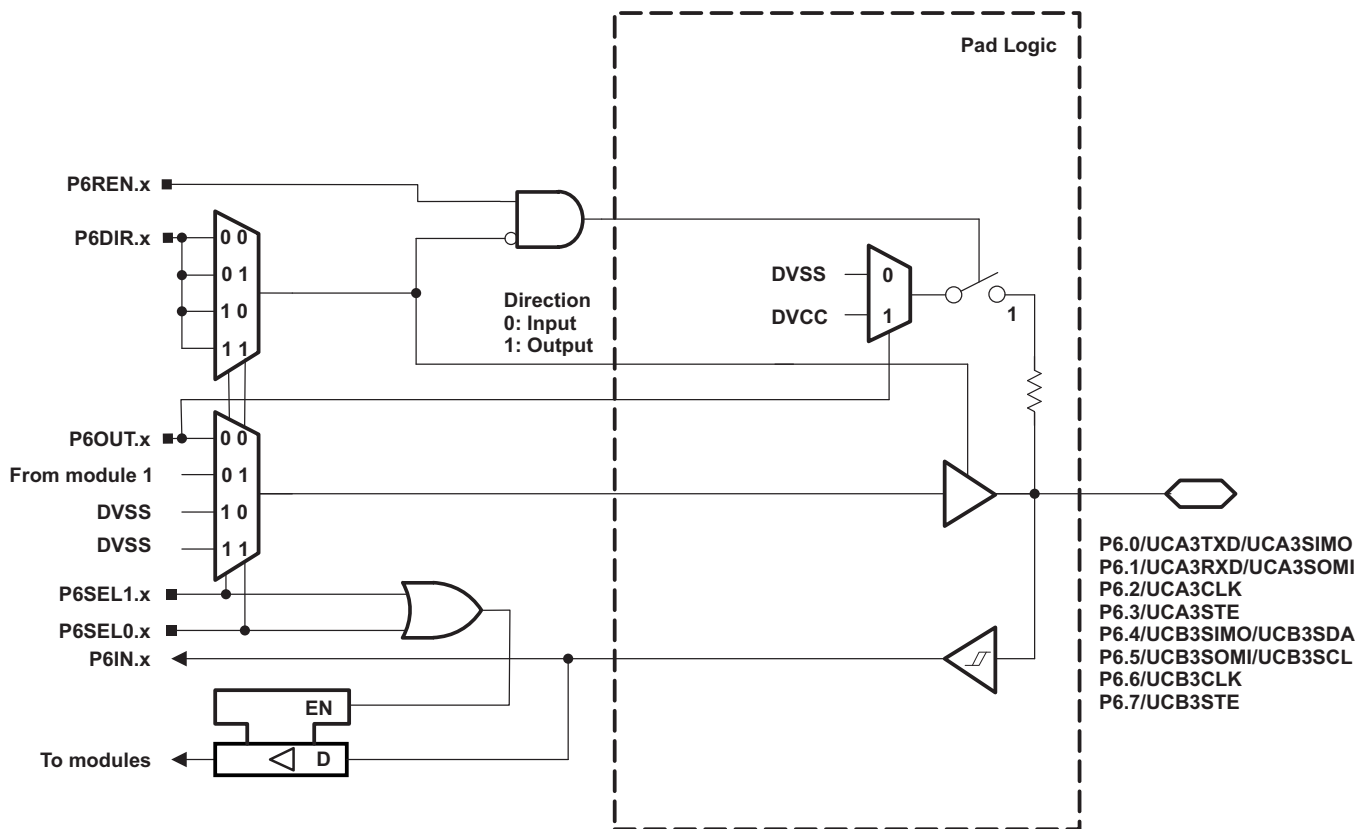 Pad Logic
P6REN.x
P6DIR.x
0 0
0 1
1 0
1 1
Direction
0: Input
1: Output
DVSS
0
DVCC
1
1
P6OUT.x
0 0
From module 1
0 1
DVSS
1 0
DVSS
1 1
P6SEL1.x
P6SEL0.x
P6IN.x
EN
To modules
D
P6.0/UCA3TXD/UCA3SIMO
P6.1/UCA3RXD/UCA3SOMI
P6.2/UCA3CLK
P6.3/UCA3STE
P6.4/UCB3SIMO/UCB3SDA
P6.5/UCB3SOMI/UCB3SCL
P6.6/UCB3CLK
P6.7/UCB3STE